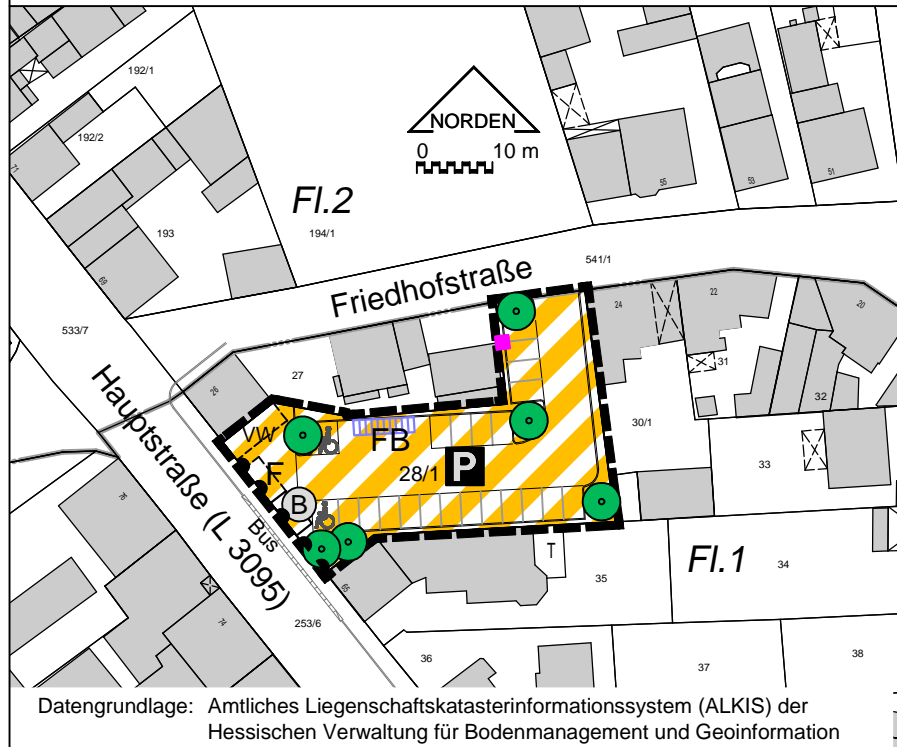 192/1
192/2
71
193
69
NORDEN
0 10 m
Fl.2
194/1
55
53
51
541/1
Friedhofstraße
533/7
27
26
24
22
20
31
32
Hauptstraße (L 3095)
VW
F
FB
28/1
P
B
Bus
30/1
33
76
74
65
T
35
Fl.1
34
253/6
36
37
38
Datengrundlage: Amtliches Liegenschaftskatasterinformationssystem (ALKIS) der
Hessischen Verwaltung für Bodenmanagement und Geoinformation